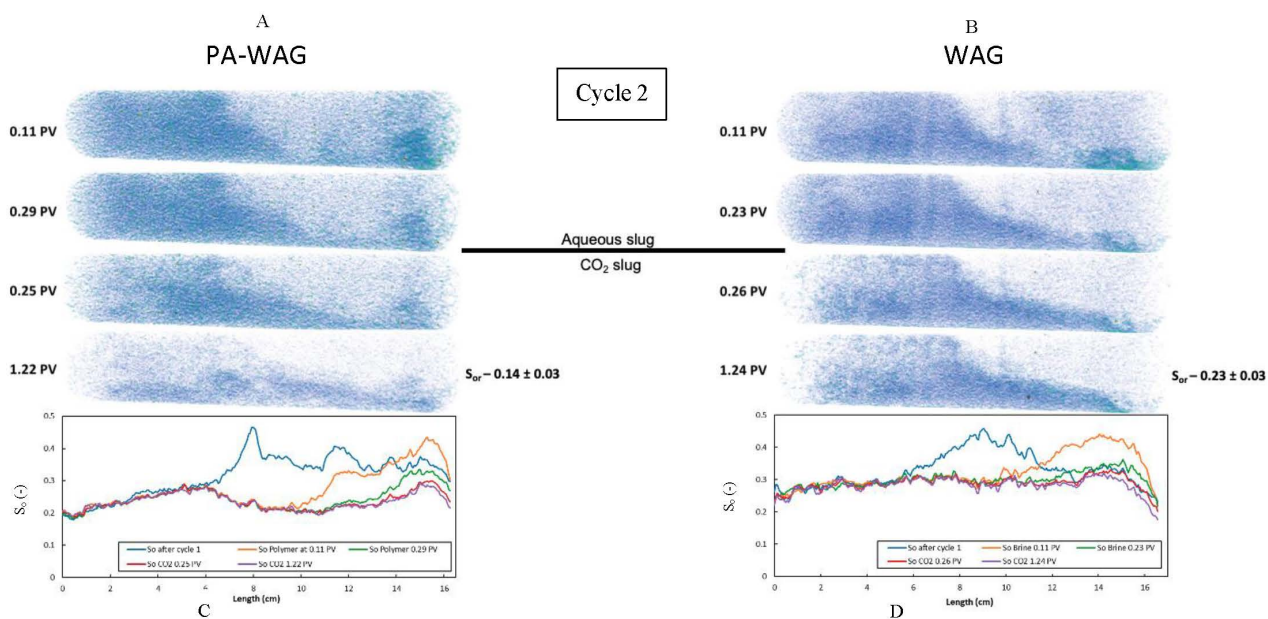 A
PA-WAG
B
WAG
Cycle 2
0.11 PV
0.29 PV
0.25 PV
1.22 PV
Aqueous slug
CO₂ slug
0.11 PV
0.23 PV
0.26 PV
1.24 PV
Sor – 0.14 ± 0.03
Sor – 0.23 ± 0.03
0.5
0.4
0.3
0.2
0.1
0
Sₒ (-)
So after cycle 1
So Polymer at 0.11 PV
So Polymer 0.29 PV
So CO2 0.25 PV
So CO2 1.22 PV
0 2 4 6 8 10 12 14 16
Length (cm)
C
0.5
0.4
0.3
0.2
0.1
0
Sₒ (-)
So after cycle 1
So Brine 0.11 PV
So Brine 0.23 PV
So CO2 0.26 PV
So CO2 1.24 PV
0 2 4 6 8 10 12 14 16
Length (cm)
D